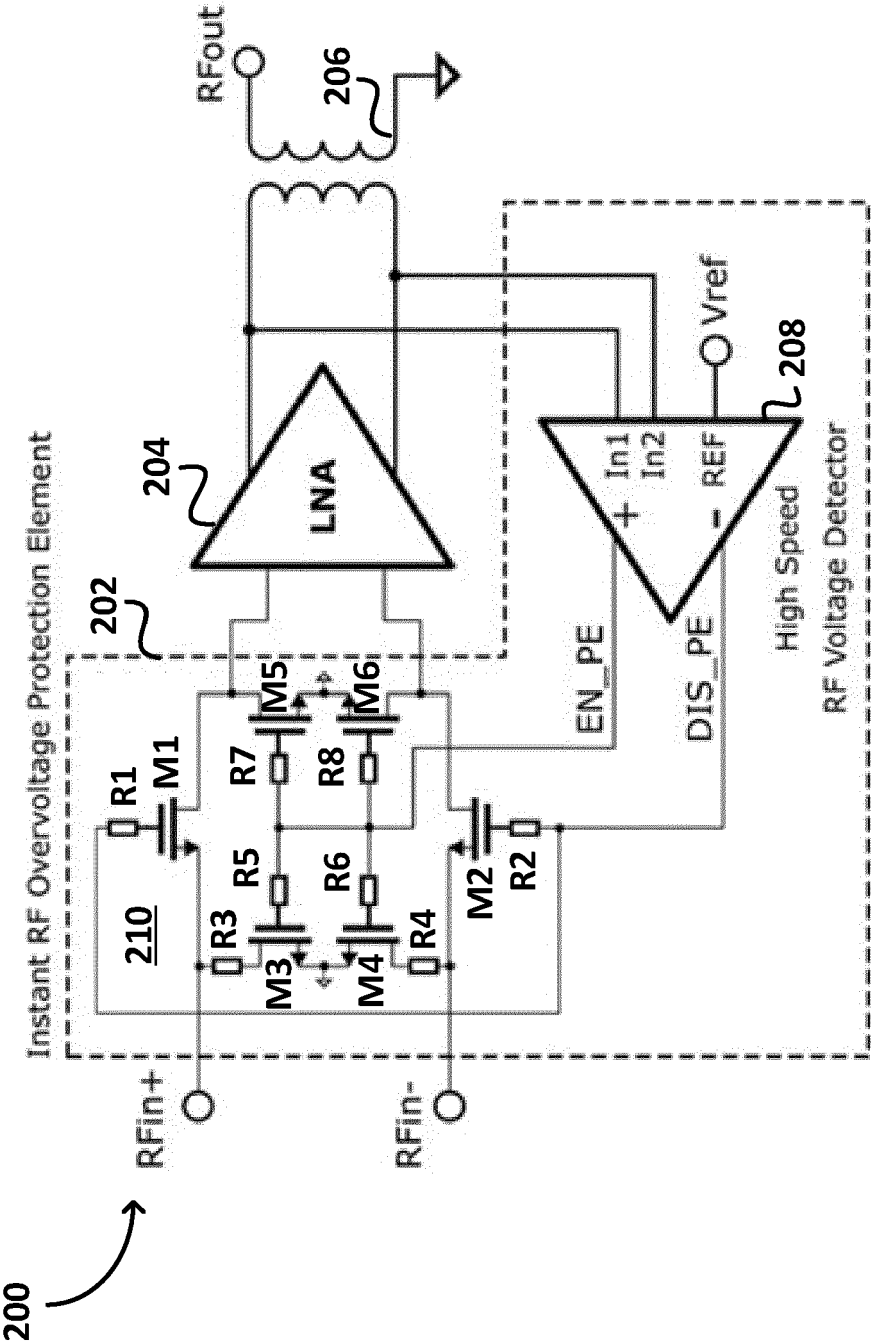 200
Instant RF Overvoltage Protection Element
RFin+
RFin-
202
210
R1
M1
R3
R5
R7
M5
M3
M4
R6
R8
M6
R4
M2
R2
204
LNA
206
RFout
EN_PE
DIS_PE
+
-
In1
In2
REF
Vref
208
High Speed
RF Voltage Detector